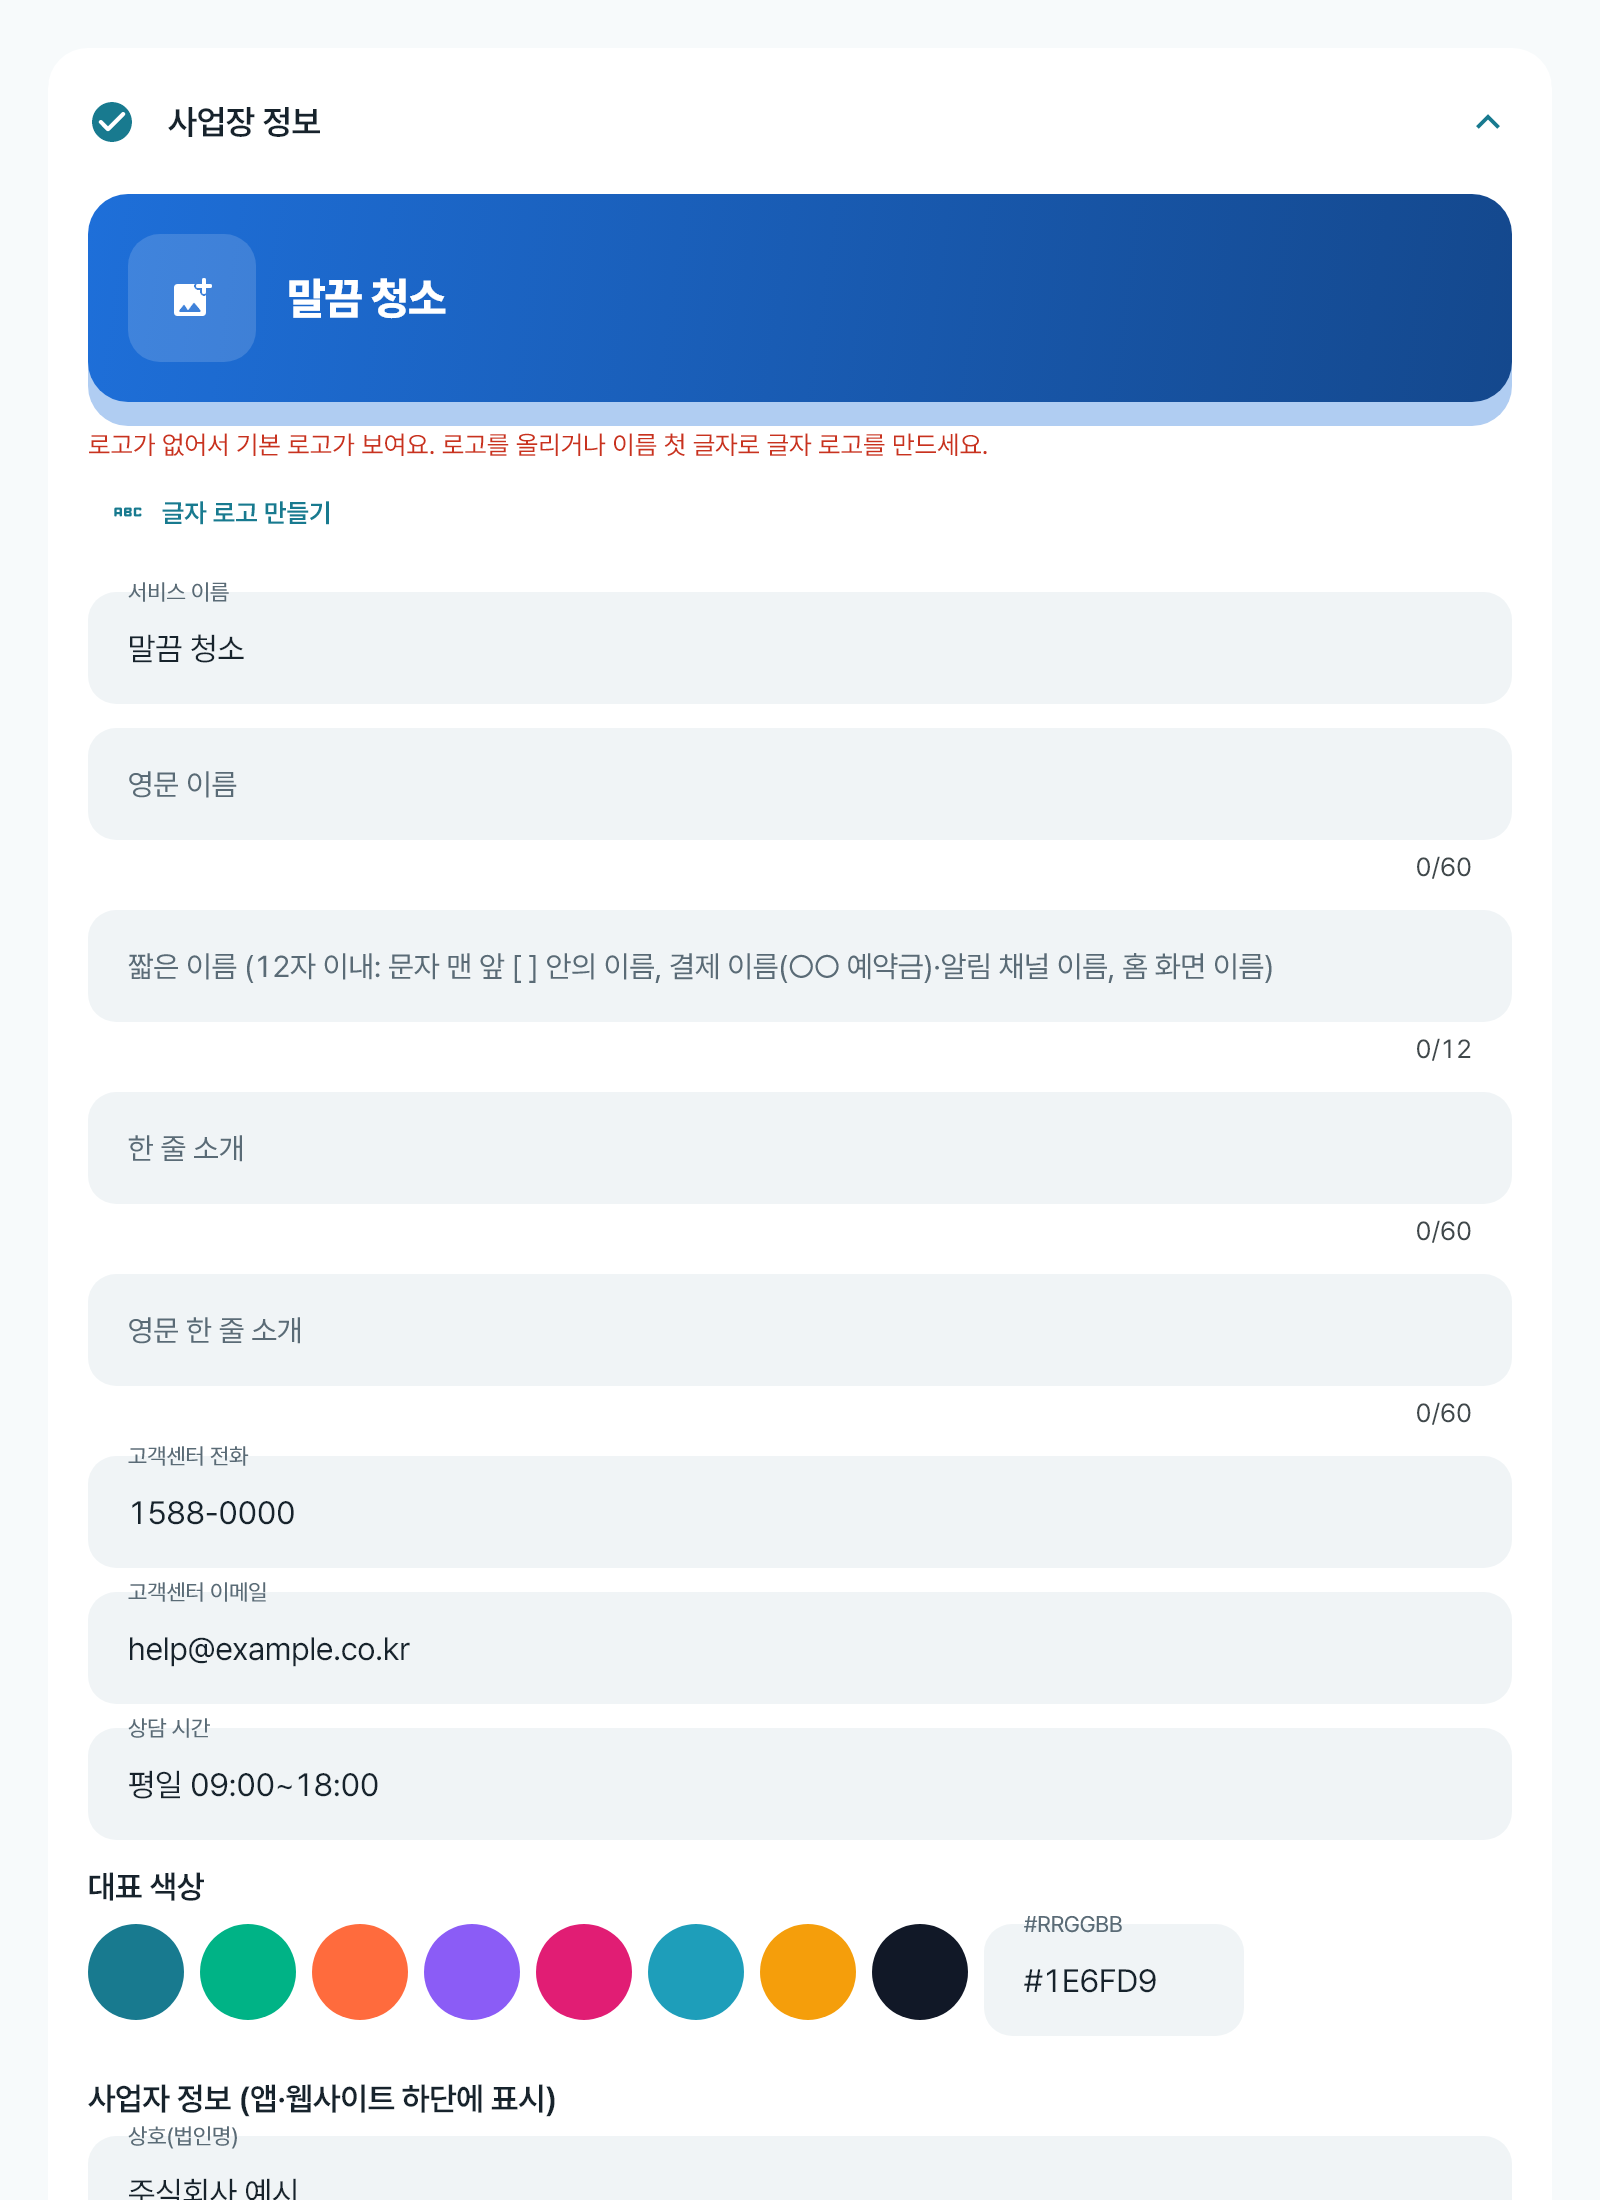 사업장 정보
말끔 청소
로고가 없어서 기본 로고가 보여요. 로고를 올리거나 이름 첫 글자로 글자 로고를 만드세요.
ABC 글자 로고 만들기
서비스 이름
말끔 청소
영문 이름
0/60
짧은 이름 (12자 이내: 문자 맨 앞 [ ] 안의 이름, 결제 이름(○○ 예약금)·알림 채널 이름, 홈 화면 이름)
0/12
한 줄 소개
0/60
영문 한 줄 소개
0/60
고객센터 전화
1588-0000
고객센터 이메일
help@example.co.kr
상담 시간
평일 09:00~18:00
대표 색상
#RRGGBB
#1E6FD9
사업자 정보 (앱·웹사이트 하단에 표시)
상호(법인명)
주식회사 예시